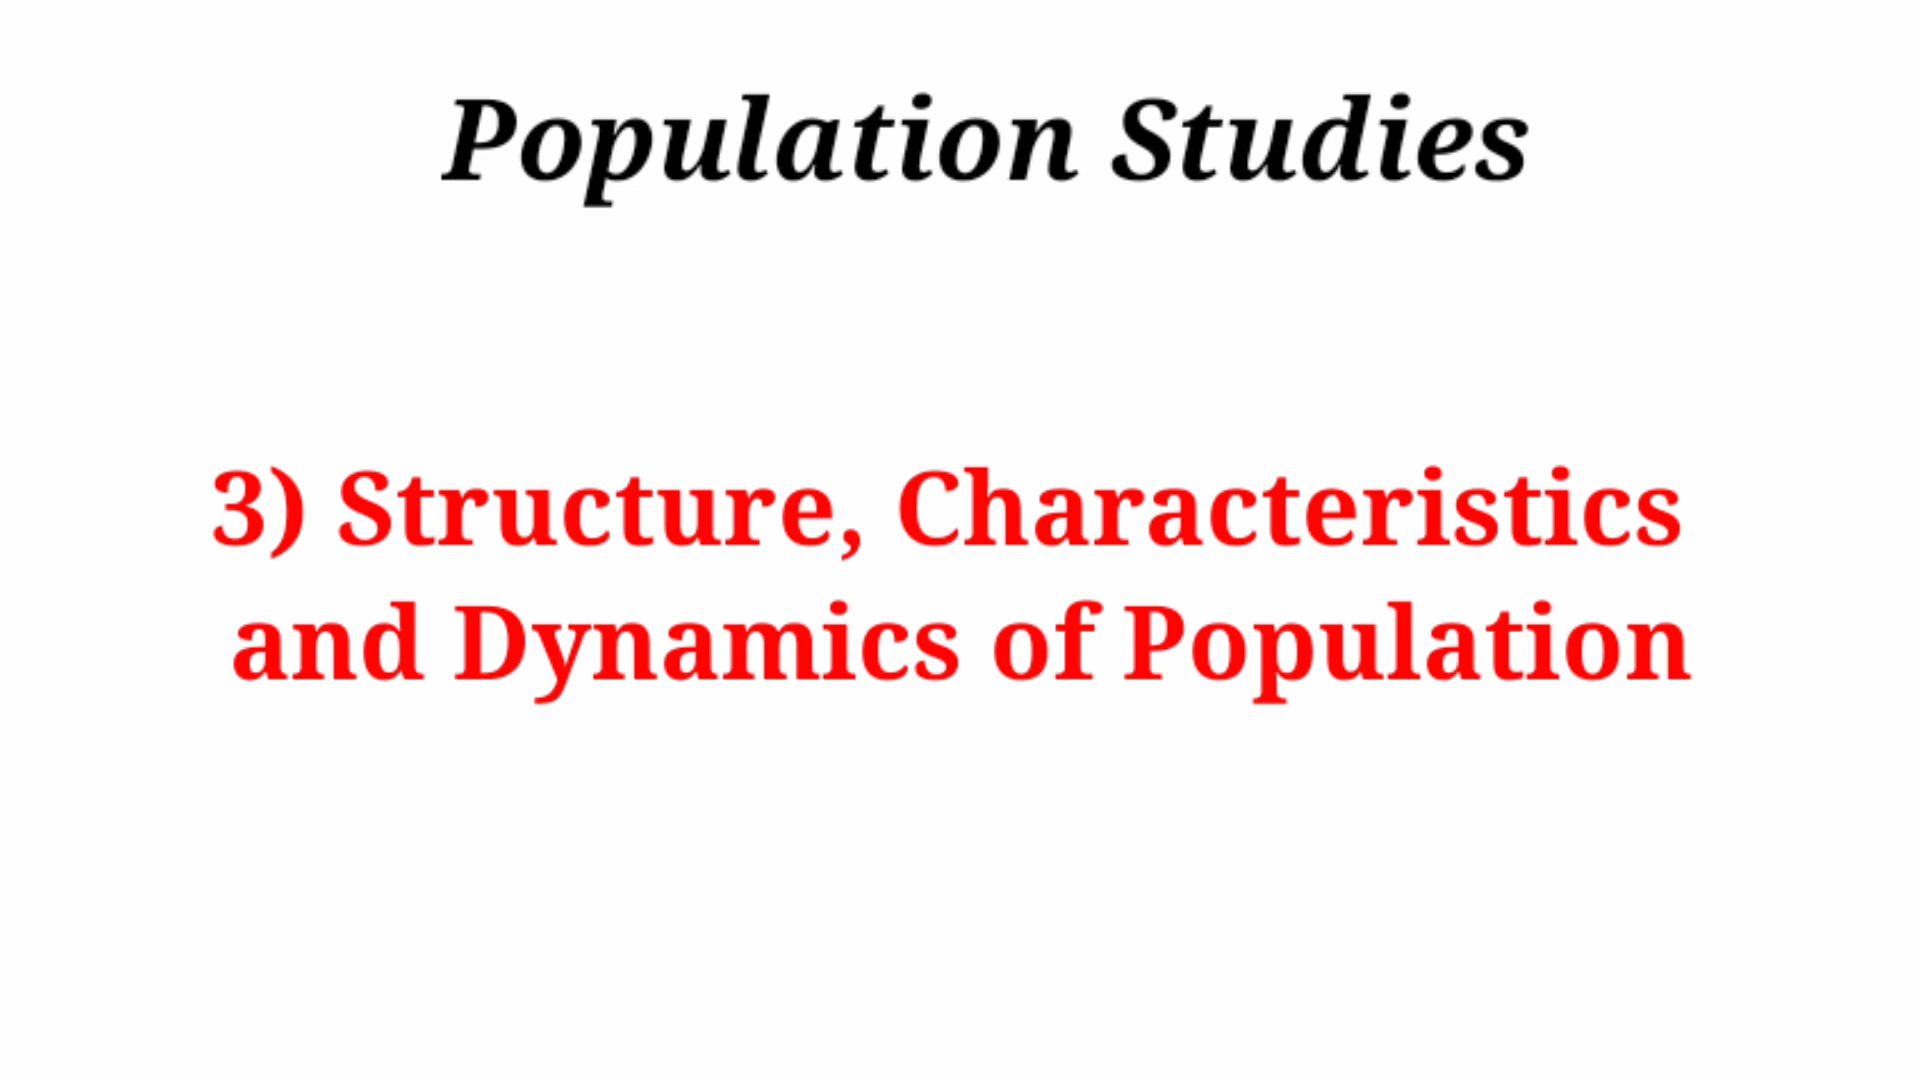 Population Studies
3) Structure, Characteristics
and Dynamics of Population